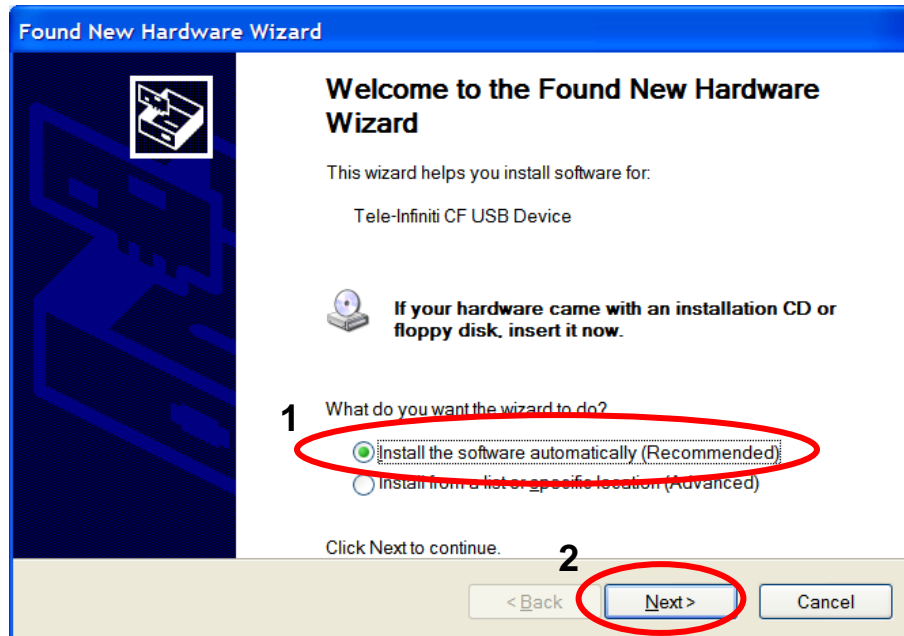 Found New Hardware Wizard
Welcome to the Found New Hardware
Wizard
This wizard helps you install software for:
Tele-Infiniti CF USB Device
If your hardware came with an installation CD or
floppy disk, insert it now.
1
What do you want the wizard to do?
Install the software automatically (Recommended)
Install from a list or specific location (Advanced)
Click Next to continue.
2
< Back
Next >
Cancel